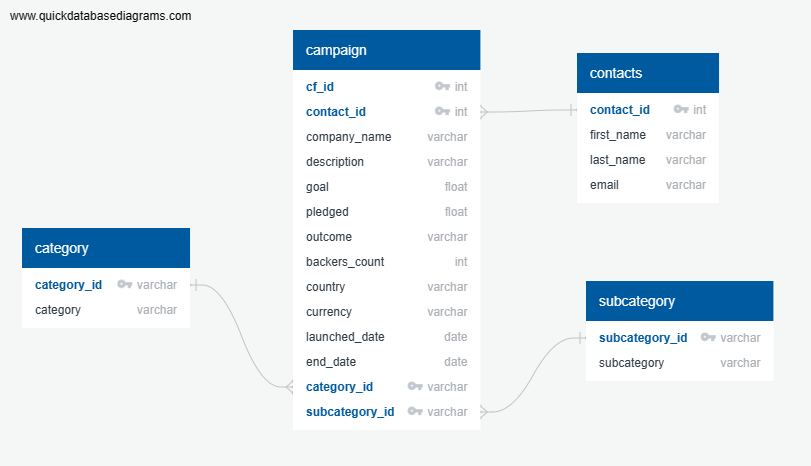 www.quickdatabasediagrams.com
campaign
cf_id int
contact_id int
company_name varchar
description varchar
goal float
pledged float
outcome varchar
backers_count int
country varchar
currency varchar
launched_date date
end_date date
category_id varchar
subcategory_id varchar
contacts
contact_id int
first_name varchar
last_name varchar
email varchar
category
category_id varchar
category varchar
subcategory
subcategory_id varchar
subcategory varchar